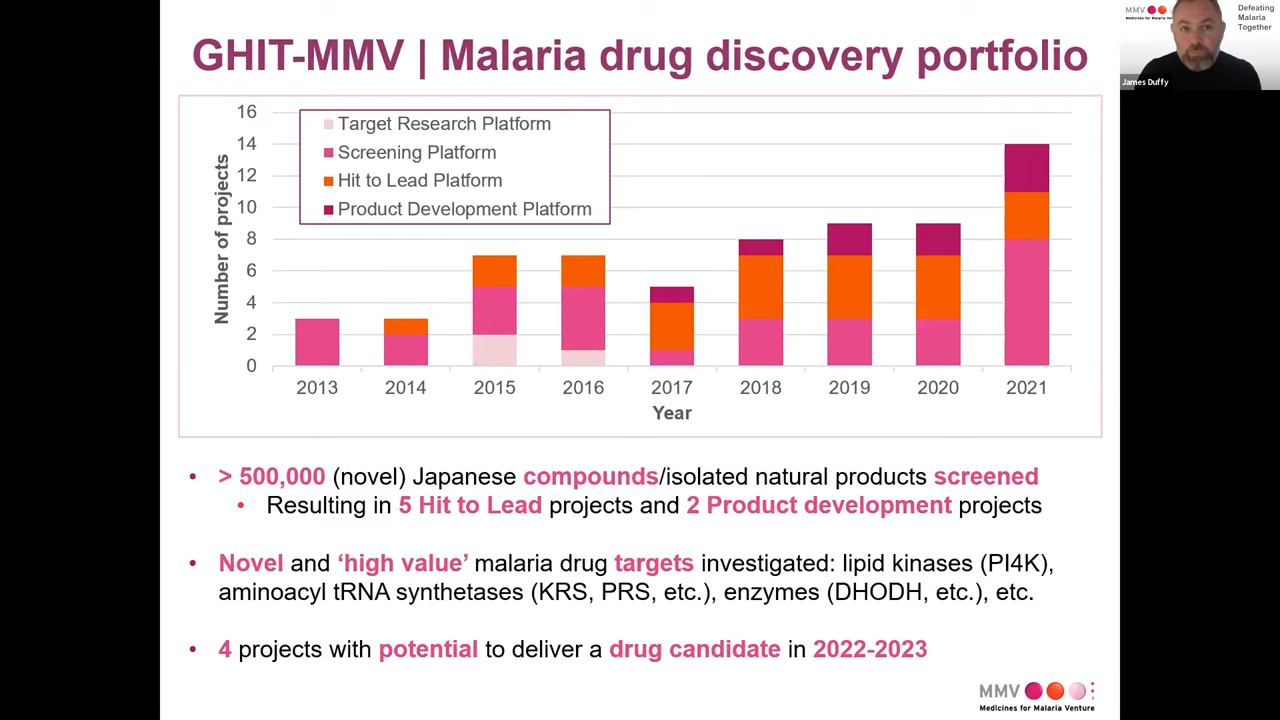 GHIT-MMV | Malaria drug discovery portfolio
MMV
Defeating
Malaria
Together
James Duffy
Number of projects
16
14
12
10
8
6
4
2
0
Target Research Platform
Screening Platform
Hit to Lead Platform
Product Development Platform
2013 2014 2015 2016 2017 2018 2019 2020 2021
Year
• > 500,000 (novel) Japanese compounds/isolated natural products screened
• Resulting in 5 Hit to Lead projects and 2 Product development projects
• Novel and ‘high value’ malaria drug targets investigated: lipid kinases (PI4K),
aminoacyl tRNA synthetases (KRS, PRS, etc.), enzymes (DHODH, etc.), etc.
• 4 projects with potential to deliver a drug candidate in 2022-2023
MMV
Medicines for Malaria Venture